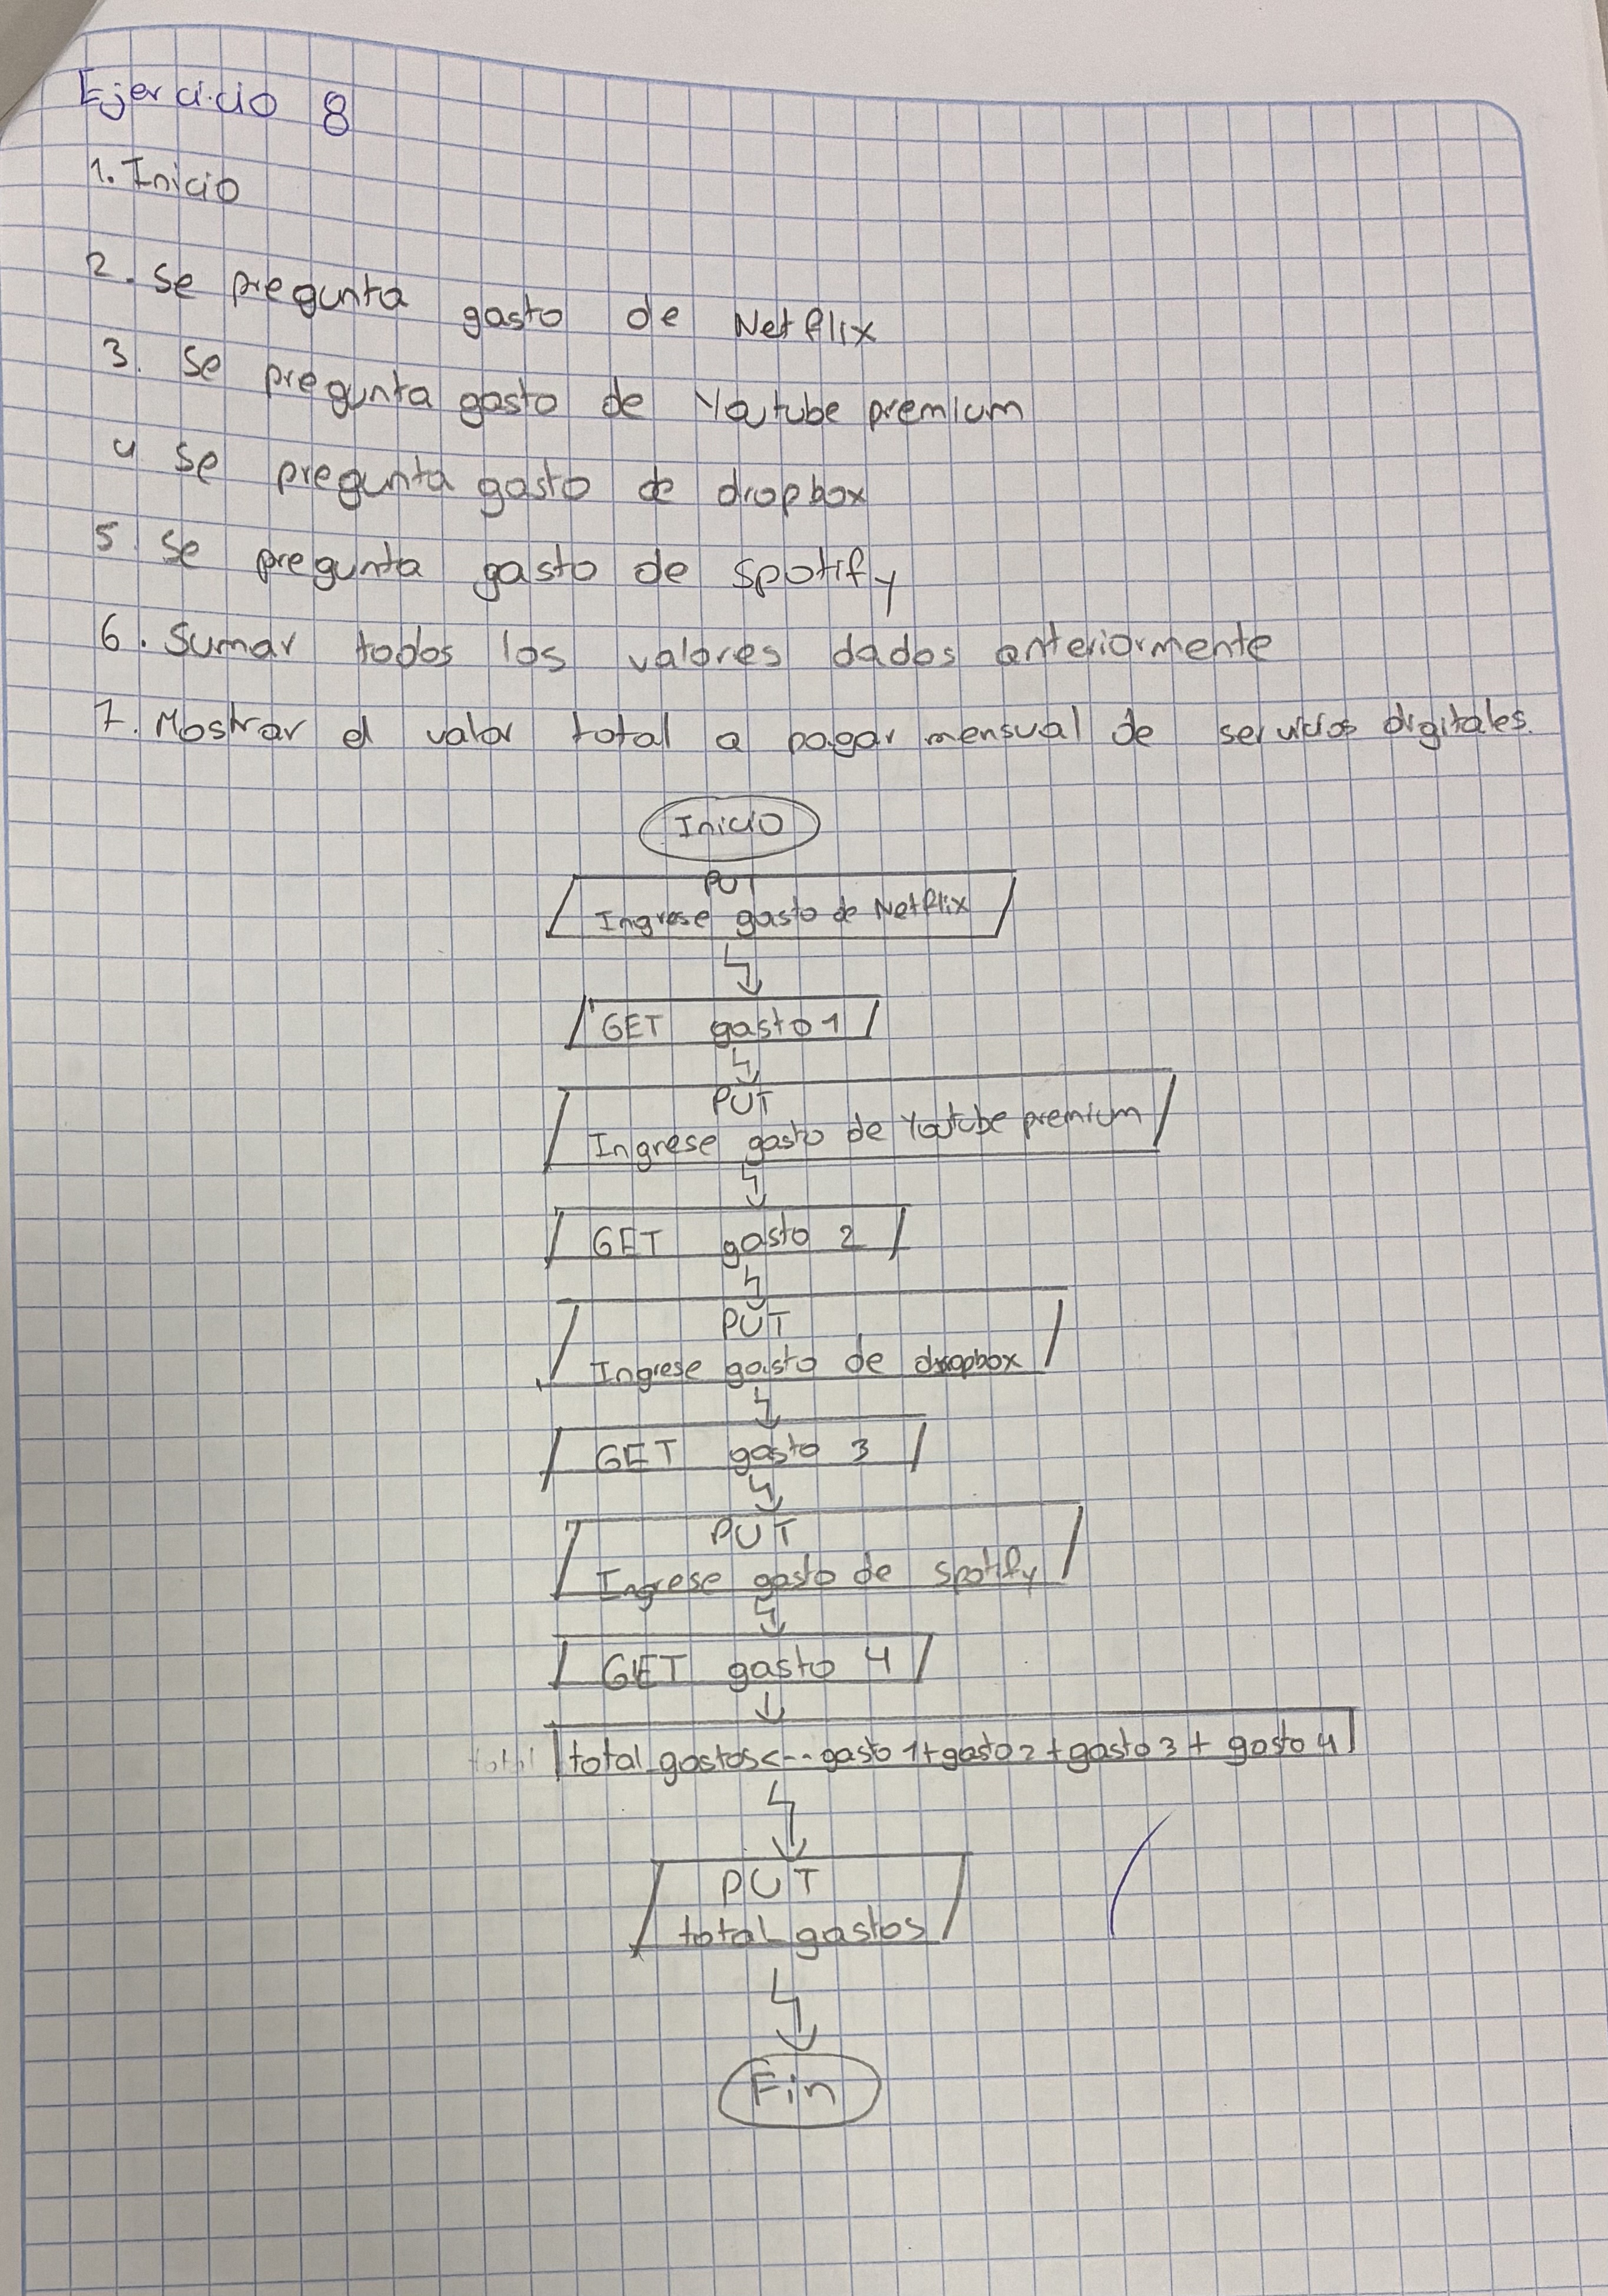 Ejercicio 8
1. Inicio
2. Se pregunta gasto de Netflix
3. Se pregunta gasto de Youtube premium
4 Se pregunta gasto de dropbox
5. Se pregunta gasto de spotify
6. Sumar todos los valores dados anteriormente
7. Mostrar el valor total a pagar mensual de servicios digitales.
Inicio
PUT
Ingrese gasto de Netflix
GET gasto 1
PUT
Ingrese gasto de Youtube premium
GET gasto 2
PUT
Ingrese gasto de dropbox
GET gasto 3
PUT
Ingrese gasto de spotify
GET gasto 4
total total_gastos <-- gasto 1+gasto 2 + gasto 3 + gasto 4
PUT
total_gastos
Fin